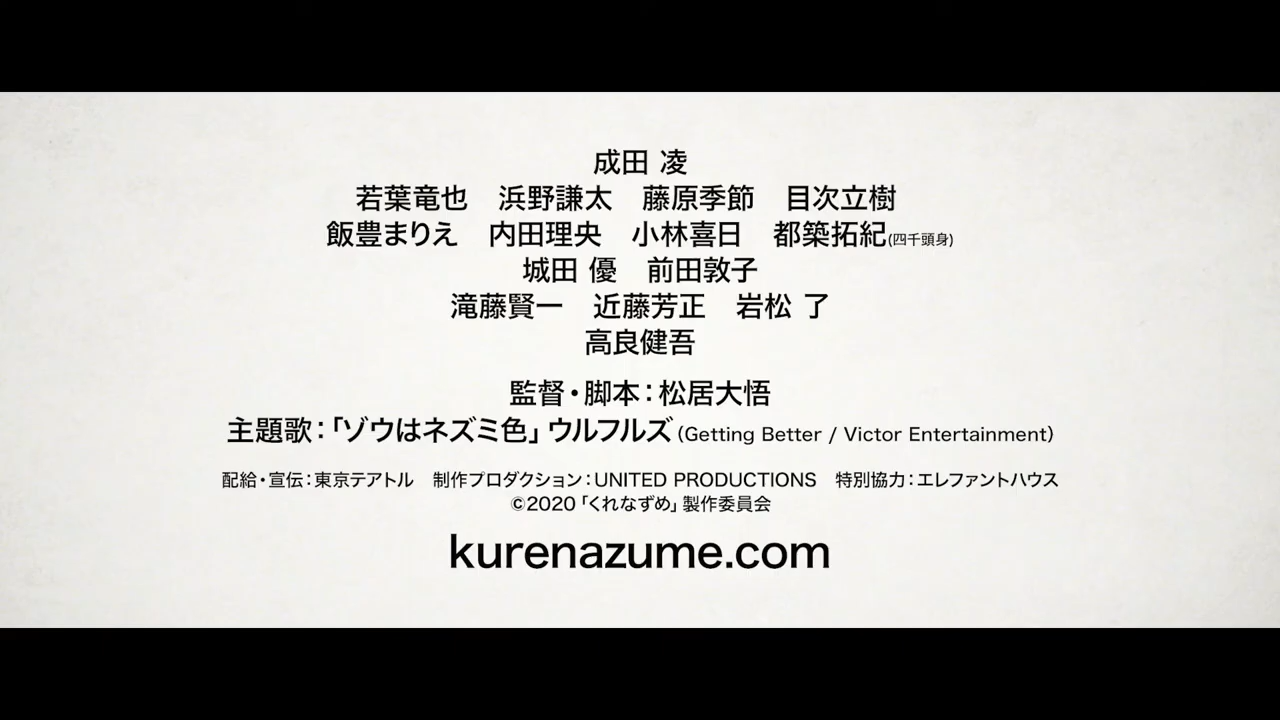 成田 凌
若葉竜也　浜野謙太　藤原季節　目次立樹
飯豊まりえ　内田理央　小林喜日　都築拓紀(四千頭身)
城田 優　前田敦子
滝藤賢一　近藤芳正　岩松 了
高良健吾
監督・脚本：松居大悟
主題歌：「ゾウはネズミ色」ウルフルズ（Getting Better / Victor Entertainment）
配給・宣伝：東京テアトル　制作プロダクション：UNITED PRODUCTIONS　特別協力：エレファントハウス
©2020「くれなずめ」製作委員会
kurenazume.com